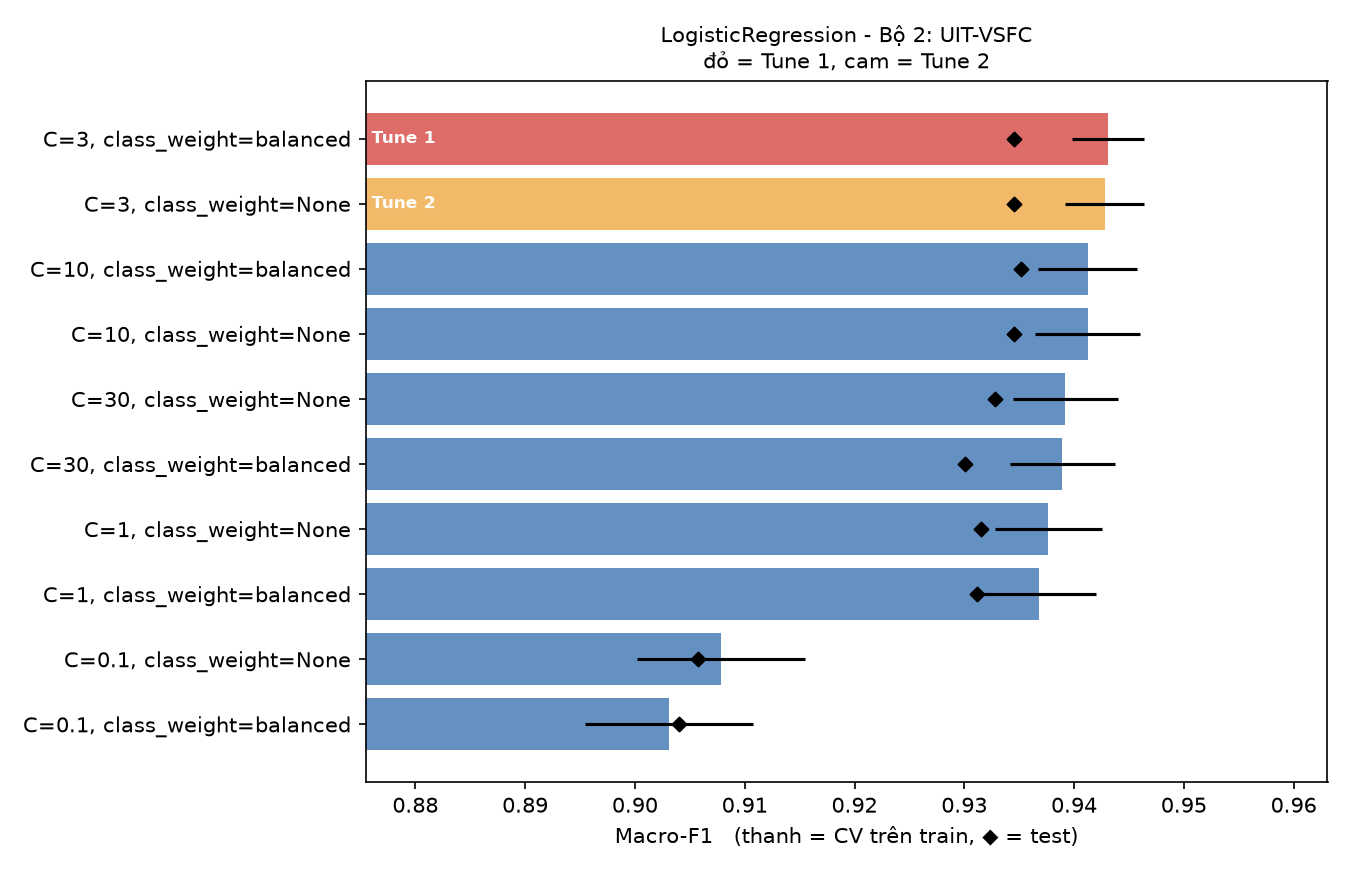 LogisticRegression - Bộ 2: UIT-VSFC
đỏ = Tune 1, cam = Tune 2
C=3, class_weight=balanced
Tune 1
C=3, class_weight=None
Tune 2
C=10, class_weight=balanced
C=10, class_weight=None
C=30, class_weight=None
C=30, class_weight=balanced
C=1, class_weight=None
C=1, class_weight=balanced
C=0.1, class_weight=None
C=0.1, class_weight=balanced
0.88 0.89 0.90 0.91 0.92 0.93 0.94 0.95 0.96
Macro-F1 (thanh = CV trên train, ◆ = test)